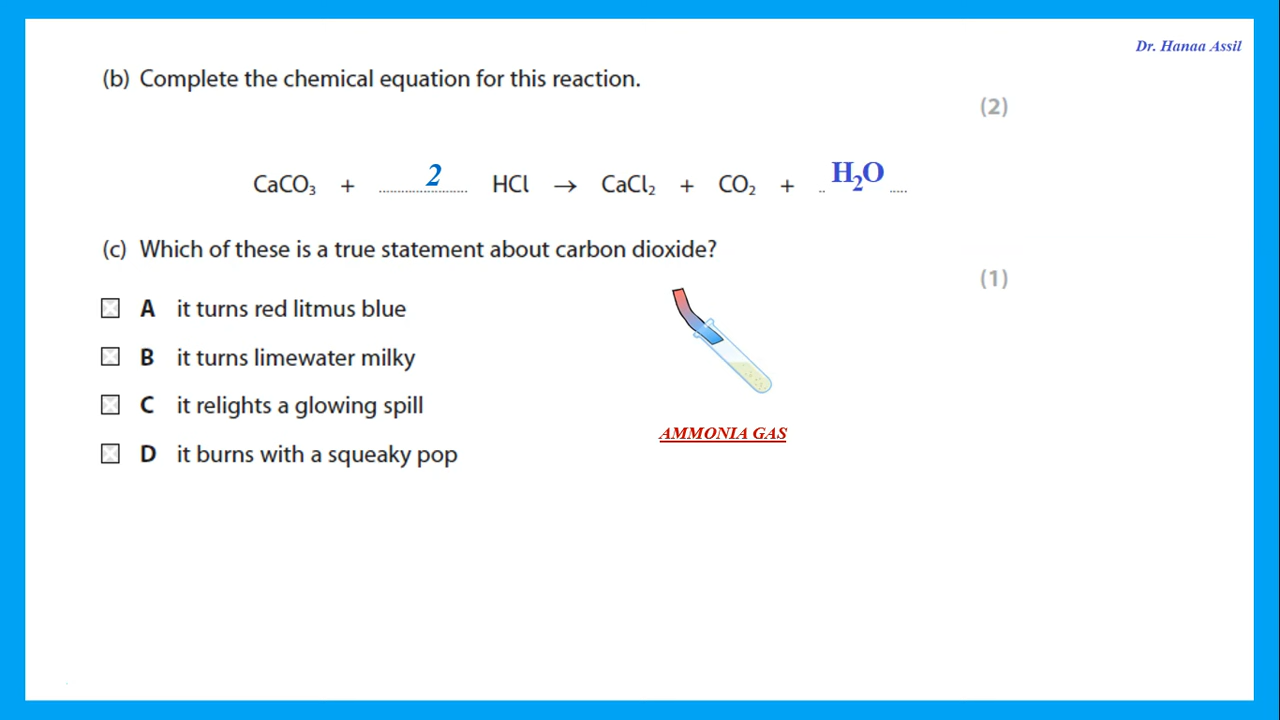 Dr. Hanaa Assil
(b) Complete the chemical equation for this reaction.
(2)
CaCO₃ + ........2........ HCl → CaCl₂ + CO₂ + .. H₂O .....
(c) Which of these is a true statement about carbon dioxide?
(1)
A it turns red litmus blue
B it turns limewater milky
C it relights a glowing spill
D it burns with a squeaky pop
AMMONIA GAS